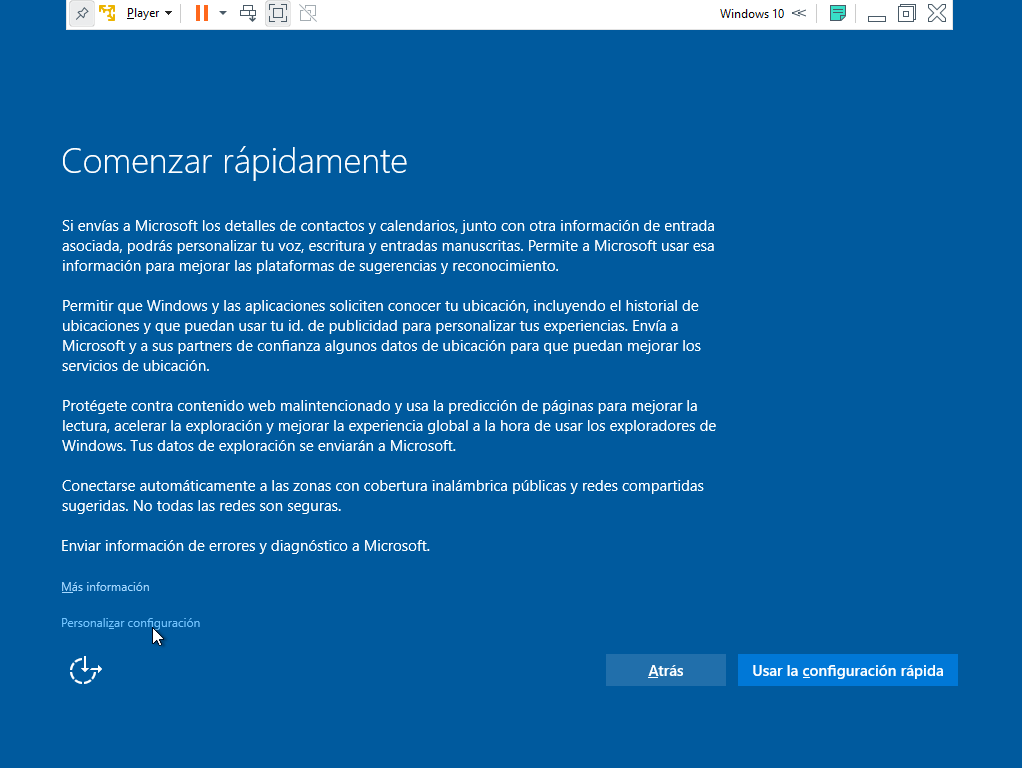 Player
Windows 10
Comenzar rápidamente
Si envías a Microsoft los detalles de contactos y calendarios, junto con otra información de entrada
asociada, podrás personalizar tu voz, escritura y entradas manuscritas. Permite a Microsoft usar esa
información para mejorar las plataformas de sugerencias y reconocimiento.
Permitir que Windows y las aplicaciones soliciten conocer tu ubicación, incluyendo el historial de
ubicaciones y que puedan usar tu id. de publicidad para personalizar tus experiencias. Envía a
Microsoft y a sus partners de confianza algunos datos de ubicación para que puedan mejorar los
servicios de ubicación.
Protégete contra contenido web malintencionado y usa la predicción de páginas para mejorar la
lectura, acelerar la exploración y mejorar la experiencia global a la hora de usar los exploradores de
Windows. Tus datos de exploración se enviarán a Microsoft.
Conectarse automáticamente a las zonas con cobertura inalámbrica públicas y redes compartidas
sugeridas. No todas las redes son seguras.
Enviar información de errores y diagnóstico a Microsoft.
Más información
Personalizar configuración
Atrás
Usar la configuración rápida